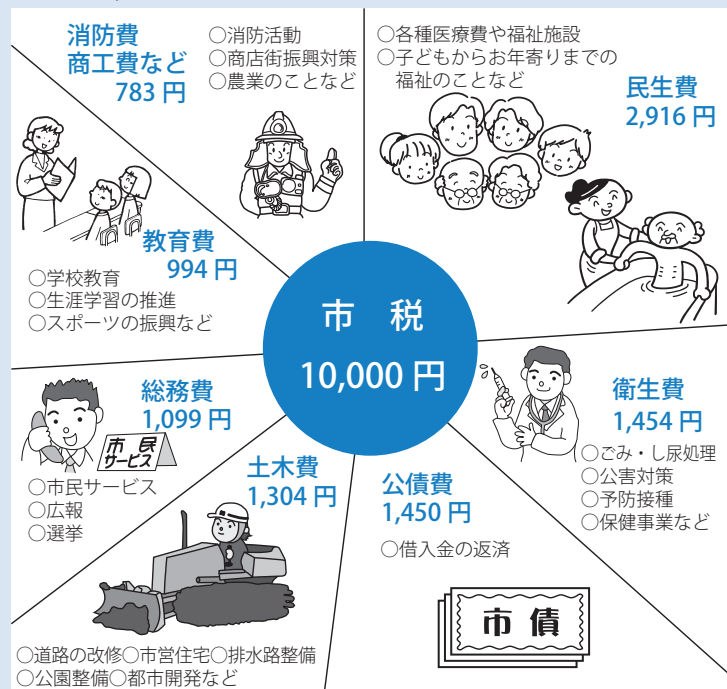 消防費
商工費など
783 円
○消防活動
○商店街振興対策
○農業のことなど
○各種医療費や福祉施設
○子どもからお年寄りまでの
福祉のことなど
民生費
2,916 円
教育費
994 円
○学校教育
○生涯学習の推進
○スポーツの振興など
市 税
10,000 円
総務費
1,099 円
市民
サービス
○市民サービス
○広報
○選挙
衛生費
1,454 円
○ごみ・し尿処理
○公害対策
○予防接種
○保健事業など
土木費
1,304 円
○道路の改修○市営住宅○排水路整備
○公園整備○都市開発など
公債費
1,450 円
○借入金の返済
市債